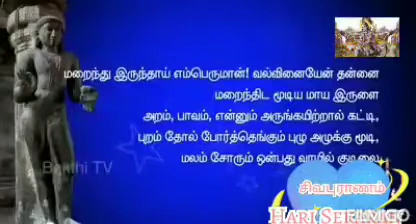 மறைந்து இருந்தாய் எம்பெருமான்! வல்வினையேன் தன்னை
மறைந்திட மூடிய மாய இருளை
அறம், பாவம், என்னும் அருங்கயிற்றால் கட்டி,
புறம் தோல் போர்த்தெங்கும் புழு அழுக்கு மூடி,
மலம் சோரும் ஒன்பது வாயில் குடிலை
TV
சிவபுராணம்
HARI